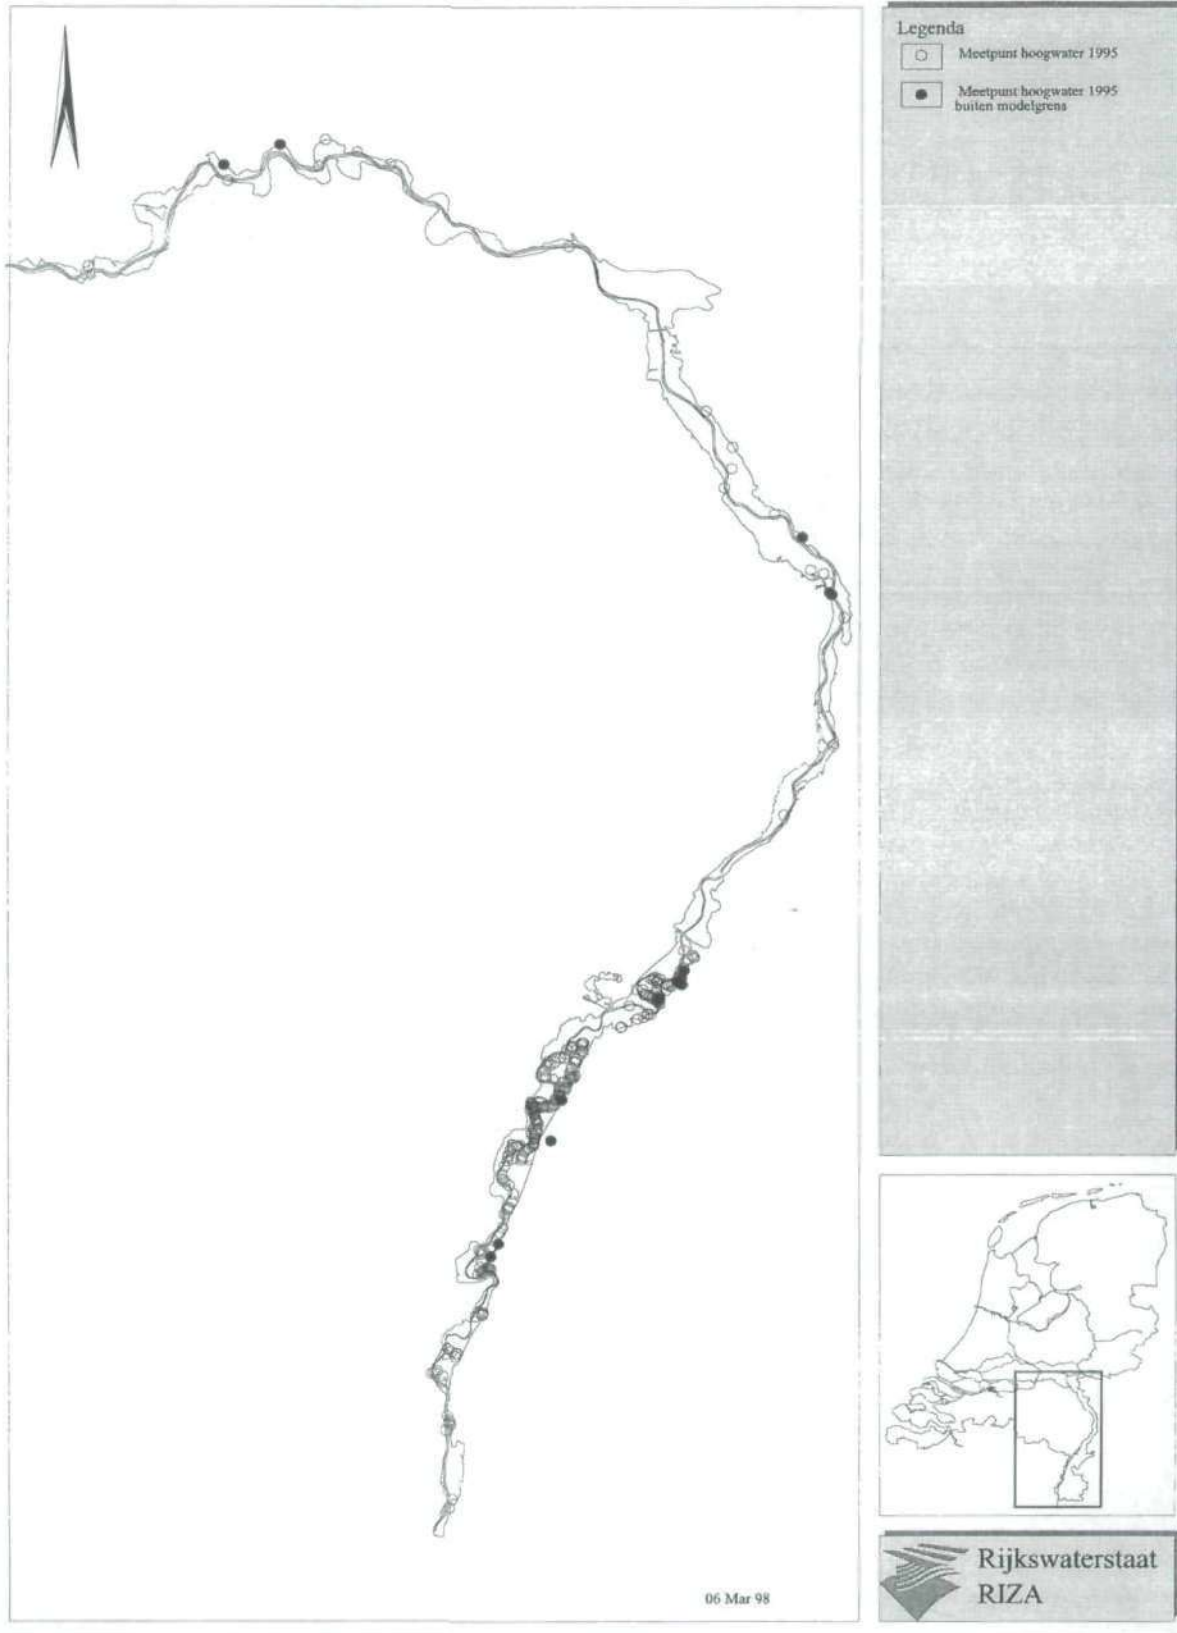 Legenda
Meetpunt hoogwater 1995
Meetpunt hoogwater 1995
buiten modelgrens
06 Mar 98
Rijkswaterstaat
RIZA